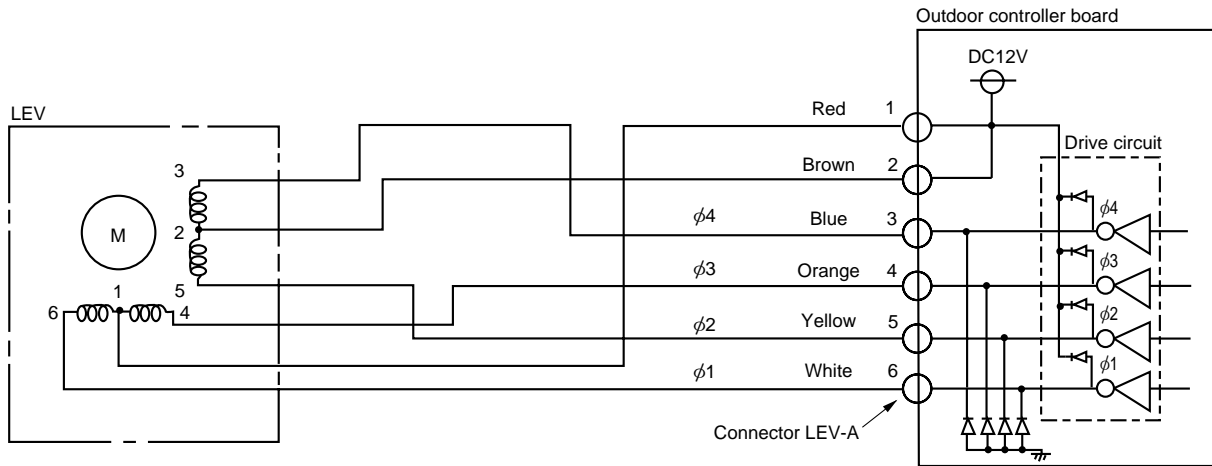 Outdoor controller board
DC12V
LEV
Red 1
Drive circuit
3
Brown 2
ϕ4
ϕ4 Blue 3
M
2
ϕ3
ϕ3 Orange 4
1
5
6
4
ϕ2
ϕ2 Yellow 5
ϕ1
ϕ1 White 6
Connector LEV-A